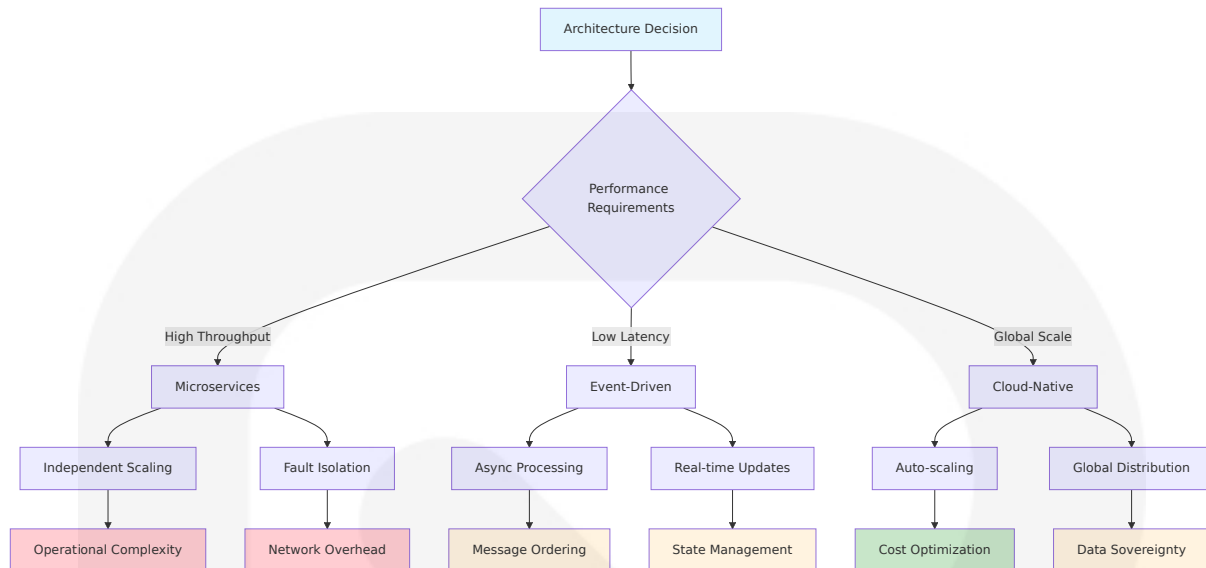 Architecture Decision
Performance
Requirements
High Throughput
Low Latency
Global Scale
Microservices
Event-Driven
Cloud-Native
Independent Scaling
Fault Isolation
Async Processing
Real-time Updates
Auto-scaling
Global Distribution
Operational Complexity
Network Overhead
Message Ordering
State Management
Cost Optimization
Data Sovereignty